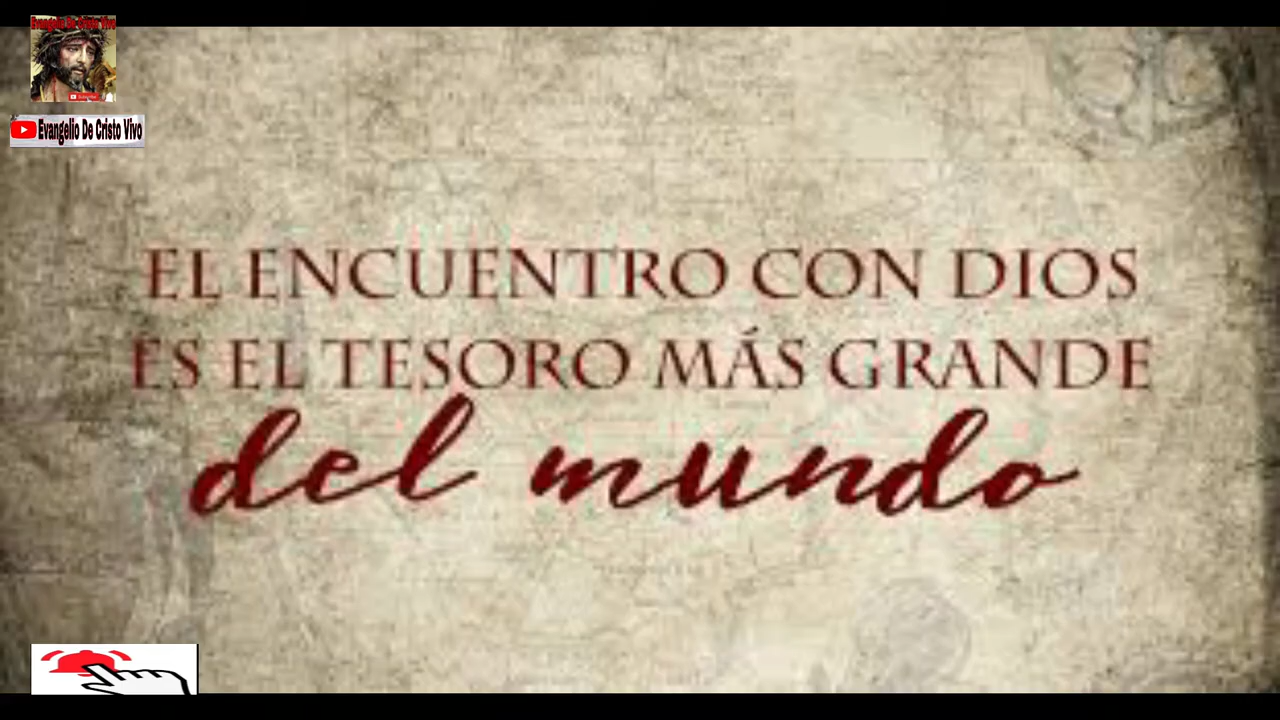 Evangelio De Cristo Vivo
Evangelio De Cristo Vivo
EL ENCUENTRO CON DIOS
ES EL TESORO MÁS GRANDE
del mundo